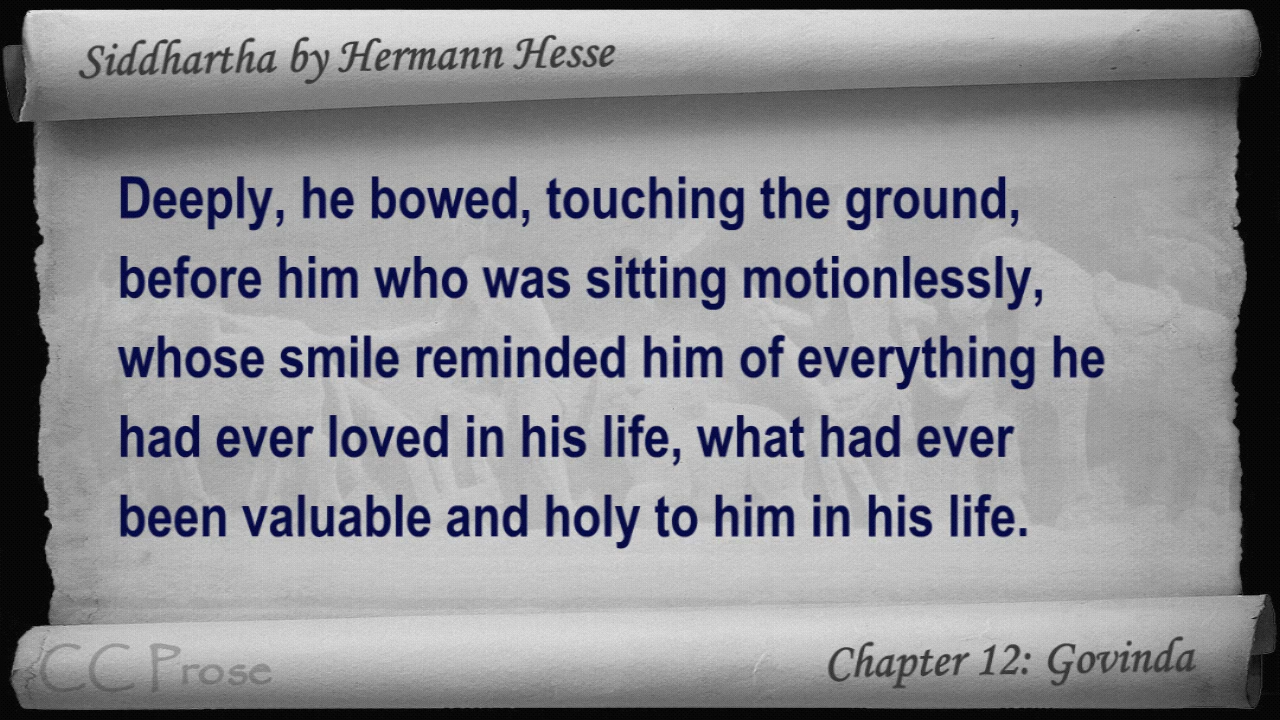 Siddhartha by Hermann Hesse
Deeply, he bowed, touching the ground,
before him who was sitting motionlessly,
whose smile reminded him of everything he
had ever loved in his life, what had ever
been valuable and holy to him in his life.
CC Prose
Chapter 12: Govinda